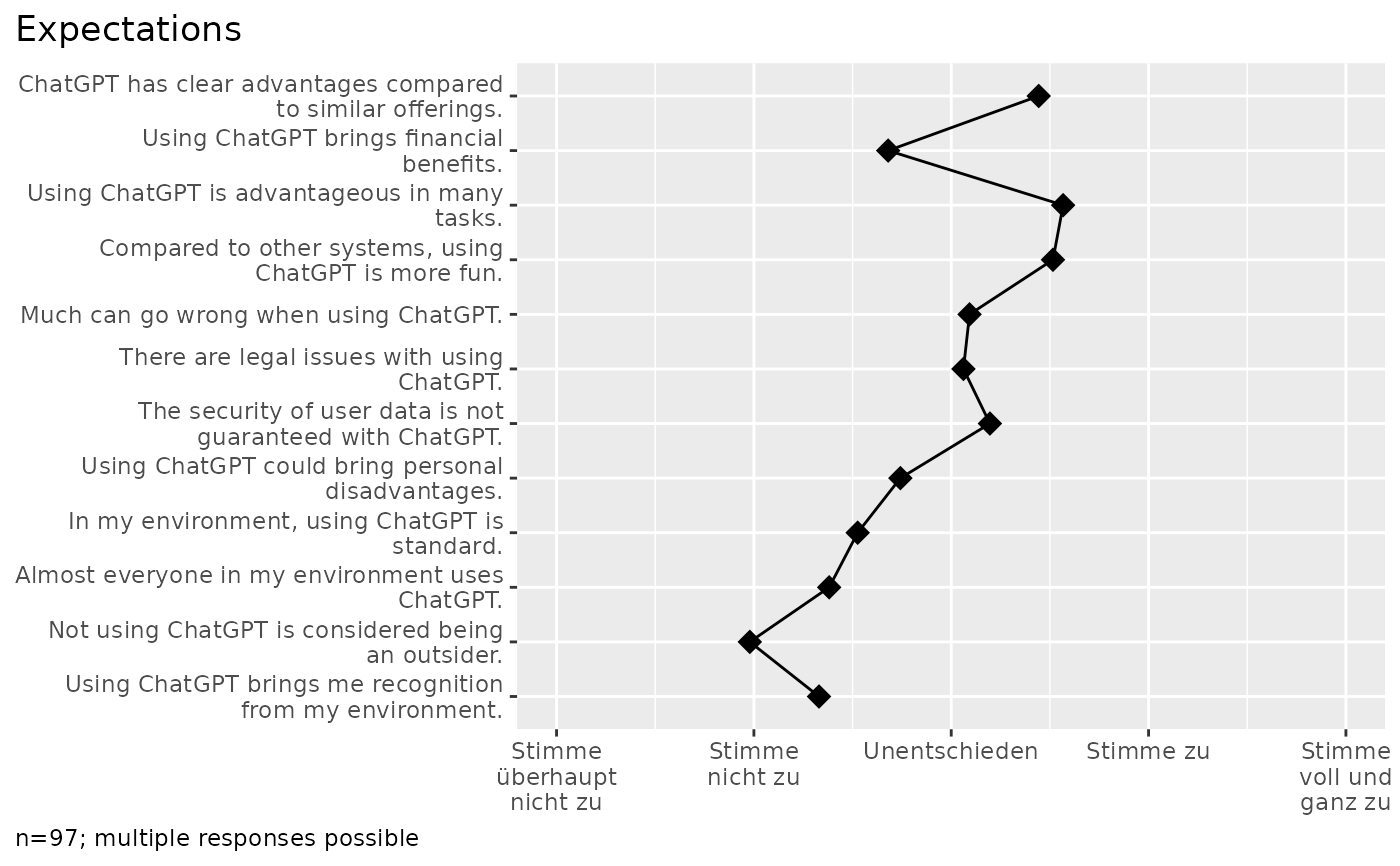 Expectations
ChatGPT has clear advantages compared
to similar offerings.
Using ChatGPT brings financial
benefits.
Using ChatGPT is advantageous in many
tasks.
Compared to other systems, using
ChatGPT is more fun.
Much can go wrong when using ChatGPT.
There are legal issues with using
ChatGPT.
The security of user data is not
guaranteed with ChatGPT.
Using ChatGPT could bring personal
disadvantages.
In my environment, using ChatGPT is
standard.
Almost everyone in my environment uses
ChatGPT.
Not using ChatGPT is considered being
an outsider.
Using ChatGPT brings me recognition
from my environment.
Stimme
überhaupt
nicht zu
Stimme
nicht zu
Unentschieden
Stimme zu
Stimme
voll und
ganz zu
n=97; multiple responses possible